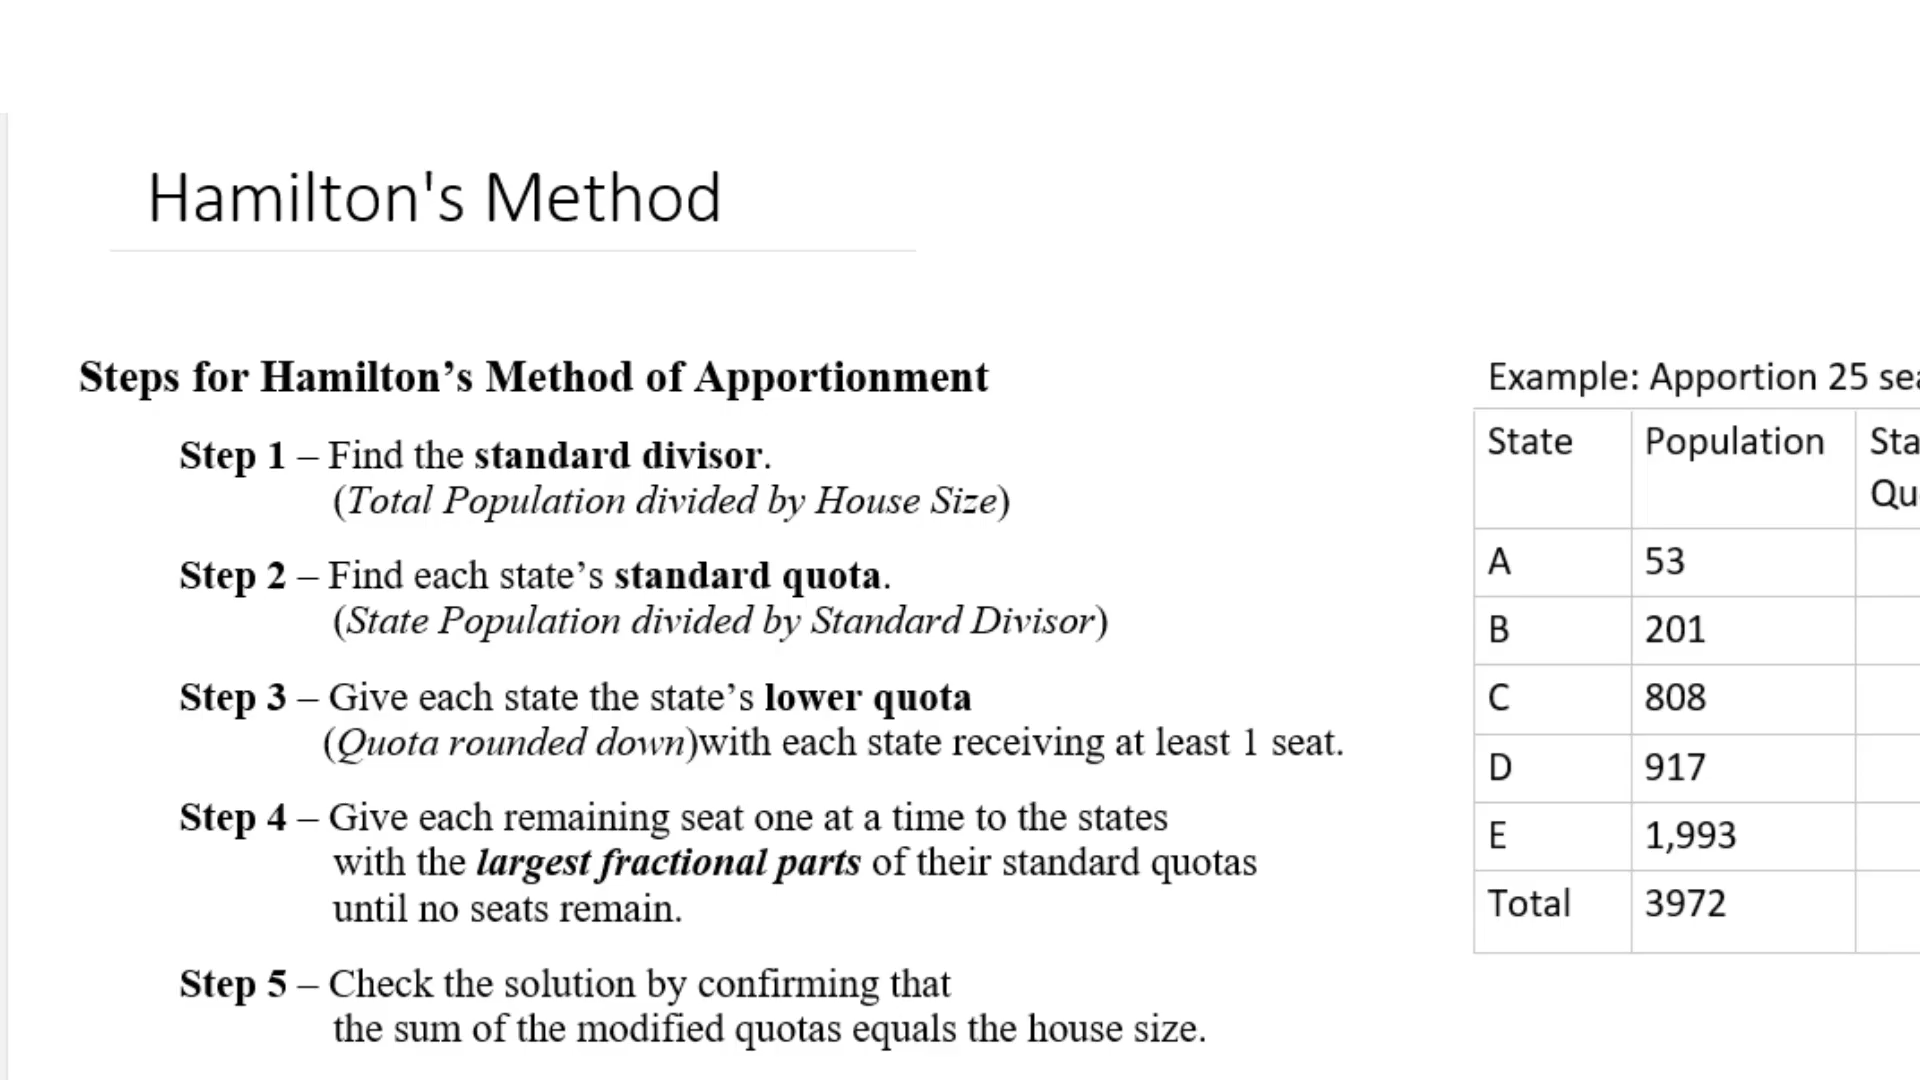 Hamilton's Method
Steps for Hamilton’s Method of Apportionment
Step 1 – Find the standard divisor.
(Total Population divided by House Size)
Step 2 – Find each state’s standard quota.
(State Population divided by Standard Divisor)
Step 3 – Give each state the state’s lower quota
(Quota rounded down)with each state receiving at least 1 seat.
Step 4 – Give each remaining seat one at a time to the states
with the largest fractional parts of their standard quotas
until no seats remain.
Step 5 – Check the solution by confirming that
the sum of the modified quotas equals the house size.
Example: Apportion 25
State Population
A 53
B 201
C 808
D 917
E 1,993
Total 3972